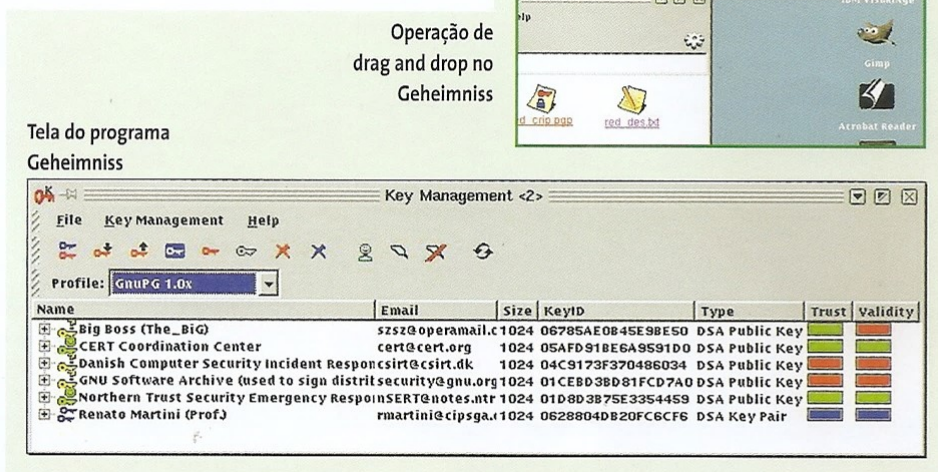 Operação de
drag and drop no
Geheimniss
Gimp
d_crip.pgp
red_des.txt
Acrobat Reader
Tela do programa
Geheimniss
Key Management <2>
File Key Management Help
Profile: GnuPG 1.0x
Name Email Size KeyID Type Trust Validity
Big Boss (The_BiG) szsz@operamail.c 1024 06785AE0B45E9BE50 DSA Public Key
CERT Coordination Center cert@cert.org 1024 05AFD91BE6A9591D0 DSA Public Key
Danish Computer Security Incident Respon csirt@csirt.dk 1024 04C9173F370486034 DSA Public Key
GNU Software Archive (used to sign distrit security@gnu.org 1024 01CEBD3BD81FCD7A0 DSA Public Key
Northern Trust Security Emergency Respoi nSERT@notes.ntr 1024 01D8D3B75E3354459 DSA Public Key
Renato Martini (Prof.) rmartini@cipsga.c 1024 0628804DB20FC6CF6 DSA Key Pair